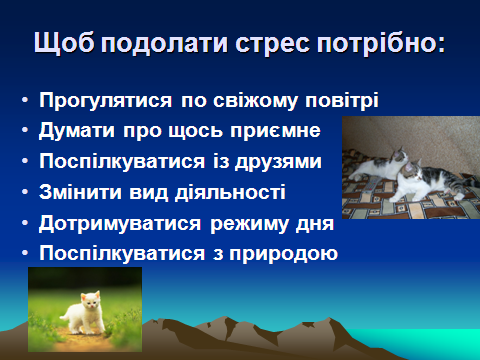 Щоб подолати стрес потрібно:
• Прогулятися по свіжому повітрі
• Думати про щось приємне
• Поспілкуватися із друзями
• Змінити вид діяльності
• Дотримуватися режиму дня
• Поспілкуватися з природою